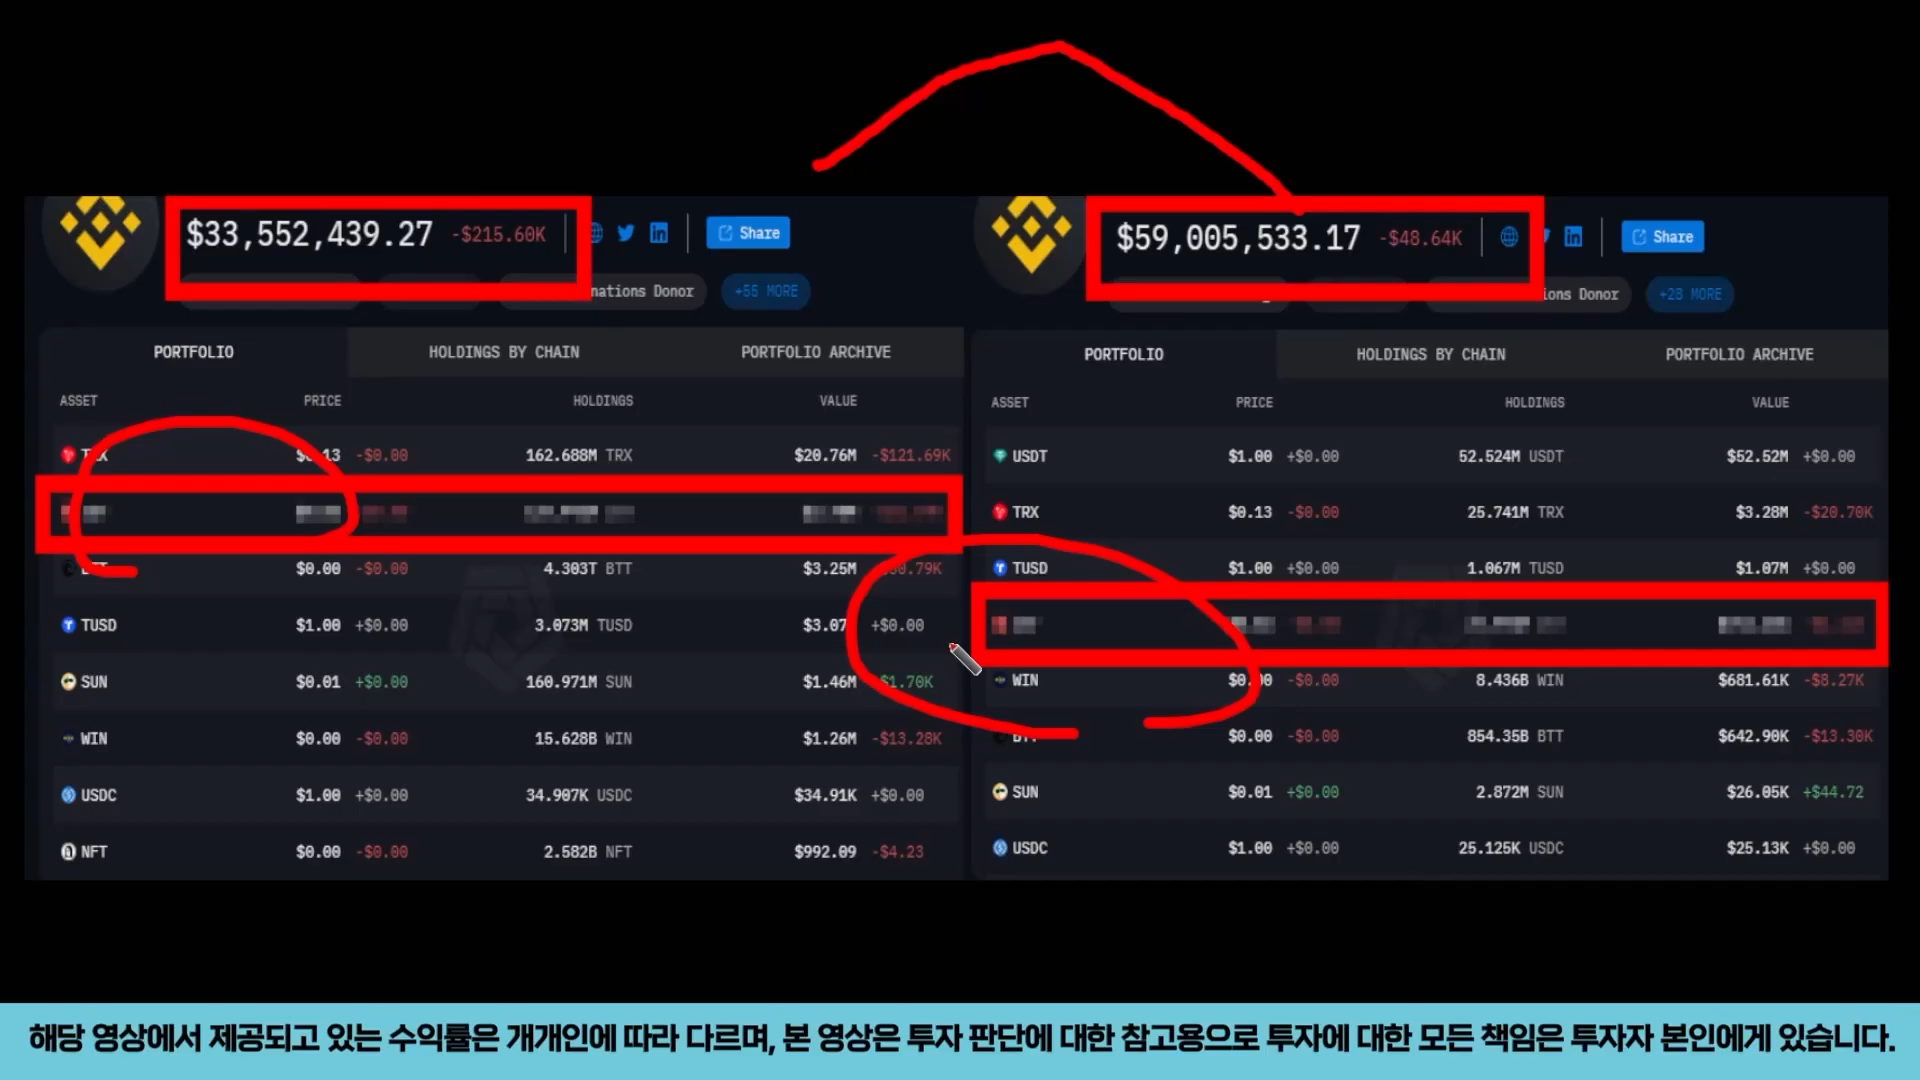 $33,552,439.27 -$215.60K
Share
nations Donor
+55 MORE
PORTFOLIO HOLDINGS BY CHAIN PORTFOLIO ARCHIVE
ASSET PRICE HOLDINGS VALUE
TRX -$0.00 162.688M TRX $20.76M -$121.69K
BTT $0.00 -$0.00 4.303T BTT $3.25M
TUSD $1.00 +$0.00 3.073M TUSD +$0.00
SUN $0.01 +$0.00 160.971M SUN $1.46M
WIN $0.00 -$0.00 15.628B WIN $1.26M -$13.28K
USDC $1.00 +$0.00 34.907K USDC $34.91K +$0.00
NFT $0.00 -$0.00 2.582B NFT $992.09 -$4.23
$59,005,533.17 -$48.64K
Share
ions Donor
+28 MORE
PORTFOLIO HOLDINGS BY CHAIN PORTFOLIO ARCHIVE
ASSET PRICE HOLDINGS VALUE
USDT $1.00 +$0.00 52.524M USDT $52.52M +$0.00
TRX $0.13 -$0.00 25.741M TRX $3.28M -$20.70K
TUSD $1.00 +$0.00 1.067M TUSD $1.07M +$0.00
WIN $0.00 -$0.00 8.436B WIN $681.61K -$8.27K
BTT $0.00 -$0.00 854.35B BTT $642.90K -$13.30K
SUN $0.01 +$0.00 2.872M SUN $26.05K +$44.72
USDC $1.00 +$0.00 25.125K USDC $25.13K +$0.00
해당 영상에서 제공되고 있는 수익률은 개개인에 따라 다르며, 본 영상은 투자 판단에 대한 참고용으로 투자에 대한 모든 책임은 투자자 본인에게 있습니다.